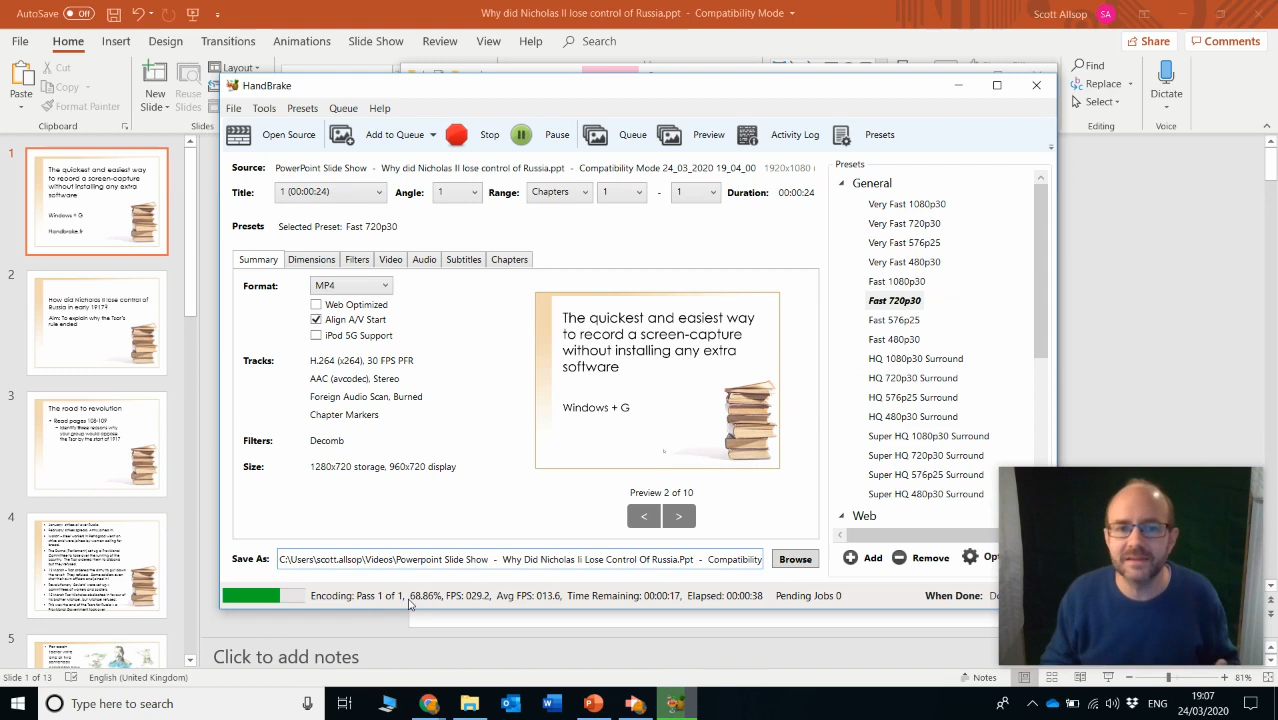 AutoSave Off
Why did Nicholas II lose control of Russia.ppt - Compatibility Mode
Scott Allsop SA
File Home Insert Design Transitions Animations Slide Show Review View Help Search
Share Comments
Paste
Cut
Copy
Format Painter
Clipboard
New Slide
Reuse Slides
Layout
Slides
Find
Replace
Select
Editing
Dictate
Voice
1
The quickest and easiest way
to record a screen-capture
without installing any extra
software
Windows + G
Handbrake.fr
2
How did Nicholas II lose control of
Russia in early 1917?
Aim: To explain why the Tsar's
rule ended
3
The road to revolution
• Read pages 108-109
4
5
HandBrake
File Tools Presets Queue Help
Open Source Add to Queue Stop Pause Queue Preview Activity Log Presets
Source: PowerPoint Slide Show - Why did Nicholas II lose control of Russia.ppt - Compatibility Mode 24_03_2020 19_04_00 1920x1080
Title: 1 (00:00:24) Angle: 1 Range: Chapters 1 - 1 Duration: 00:00:24
Presets Selected Preset: Fast 720p30
Summary Dimensions Filters Video Audio Subtitles Chapters
Format: MP4
Web Optimized
Align A/V Start
iPod 5G Support
Tracks: H.264 (x264), 30 FPS PFR
AAC (avcodec), Stereo
Foreign Audio Scan, Burned
Chapter Markers
Filters: Decomb
Size: 1280x720 storage, 960x720 display
The quickest and easiest way
to record a screen-capture
without installing any extra
software
Windows + G
Preview 2 of 10
< >
Save As: C:\Users\scott.allsop\Videos\Powerpoint Slide Show - Why Did Nicholas Ii Lose Control Of Russia.Ppt - Compatibility
Browse
Encoding: Pass 1 of 1, 68.86%, FPS: 029.9, Avg FPS: 013.6, Time Remaining: 00:00:17, Elapsed: 00:00:38 Pending Jobs 0
When Done:
Presets
General
Very Fast 1080p30
Very Fast 720p30
Very Fast 576p25
Very Fast 480p30
Fast 1080p30
Fast 720p30
Fast 576p25
Fast 480p30
HQ 1080p30 Surround
HQ 720p30 Surround
HQ 576p25 Surround
HQ 480p30 Surround
Super HQ 1080p30 Surround
Super HQ 720p30 Surround
Super HQ 576p25 Surround
Super HQ 480p30 Surround
Web
Add Remove
Click to add notes
Slide 1 of 13 English (United Kingdom)
Notes 81%
Type here to search
ENG
19:07
24/03/2020